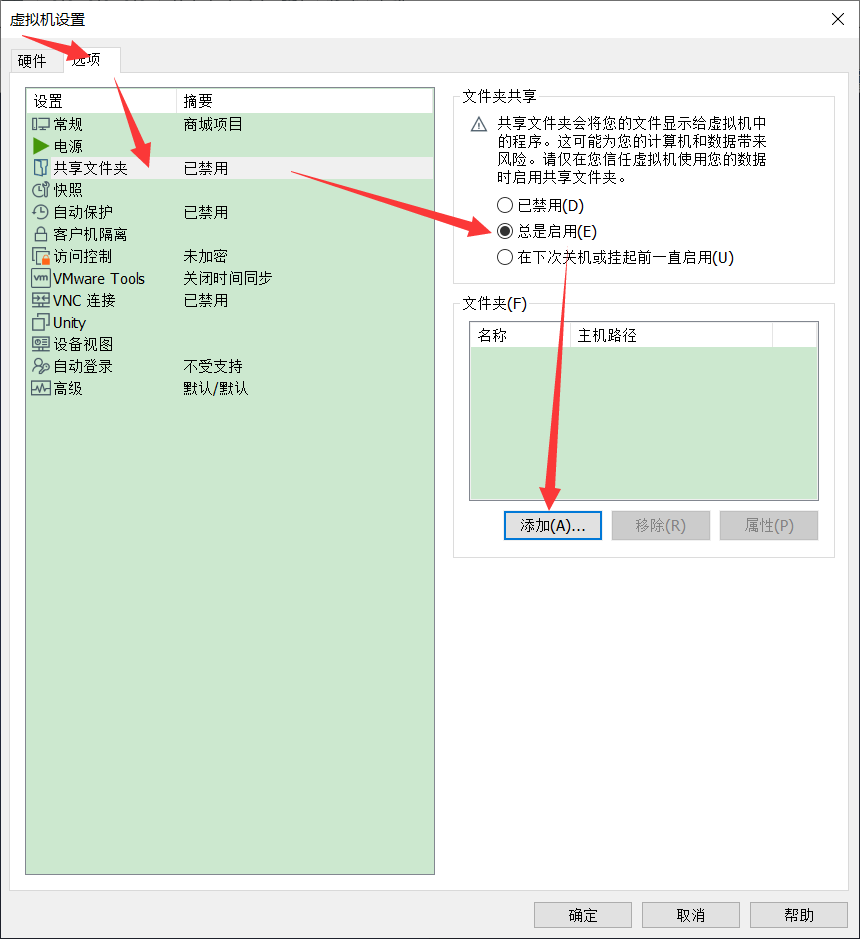 虚拟机设置
硬件 选项
设置 摘要
常规 商城项目
电源
共享文件夹 已禁用
快照
自动保护 已禁用
客户机隔离
访问控制 未加密
VMware Tools 关闭时间同步
VNC 连接 已禁用
Unity
设备视图
自动登录 不受支持
高级 默认/默认
文件夹共享
共享文件夹会将您的文件显示给虚拟机中
的程序。这可能为您的计算机和数据带来
风险。请仅在您信任虚拟机使用您的数据
时启用共享文件夹。
已禁用(D)
总是启用(E)
在下次关机或挂起前一直启用(U)
文件夹(F)
名称 主机路径
添加(A)... 移除(R) 属性(P)
确定 取消 帮助